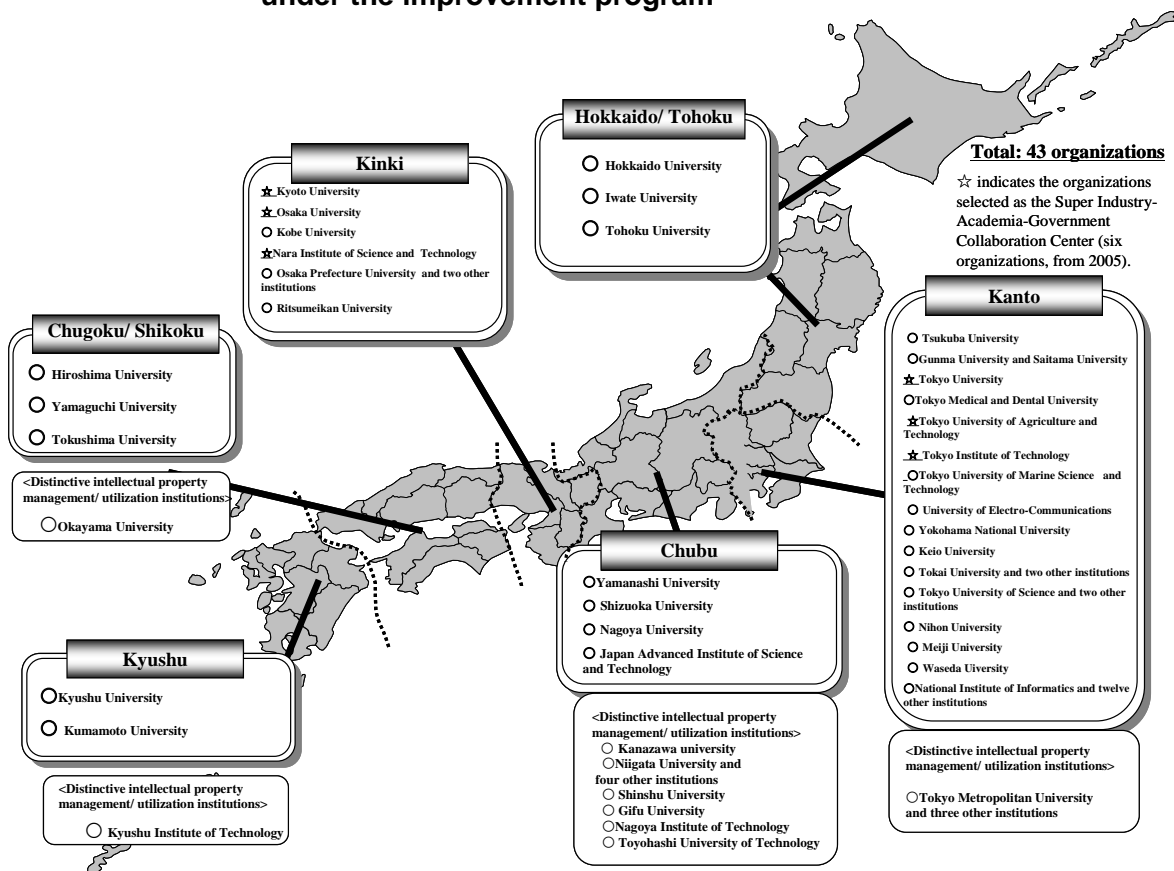 under the improvement program
Hokkaido/ Tohoku
○ Hokkaido University
○ Iwate University
○ Tohoku University
Total: 43 organizations
☆ indicates the organizations
selected as the Super Industry-
Academia-Government
Collaboration Center (six
organizations, from 2005).
Kinki
☆ Kyoto University
☆ Osaka University
○ Kobe University
☆Nara Institute of Science and Technology
○ Osaka Prefecture University and two other
institutions
○ Ritsumeikan University
Chugoku/ Shikoku
○ Hiroshima University
○ Yamaguchi University
○ Tokushima University
<Distinctive intellectual property
management/ utilization institutions>
○Okayama University
Kanto
○ Tsukuba University
○Gunma University and Saitama University
☆ Tokyo University
○Tokyo Medical and Dental University
☆Tokyo University of Agriculture and
Technology
☆ Tokyo Institute of Technology
○Tokyo University of Marine Science and
Technology
○ University of Electro-Communications
○ Yokohama National University
○ Keio University
○ Tokai University and two other institutions
○ Tokyo University of Science and two other
institutions
○ Nihon University
○ Meiji University
○ Waseda Uiversity
○National Institute of Informatics and twelve
other institutions
<Distinctive intellectual property
management/ utilization institutions>
○Tokyo Metropolitan University
and three other institutions
Chubu
○Yamanashi University
○ Shizuoka University
○ Nagoya University
○ Japan Advanced Institute of Science
and Technology
<Distinctive intellectual property
management/ utilization institutions>
○ Kanazawa university
○Niigata University and
four other institutions
○ Shinshu University
○ Gifu University
○Nagoya Institute of Technology
○ Toyohashi University of Technology
Kyushu
○Kyushu University
○ Kumamoto University
<Distinctive intellectual property
management/ utilization institutions>
○ Kyushu Institute of Technology